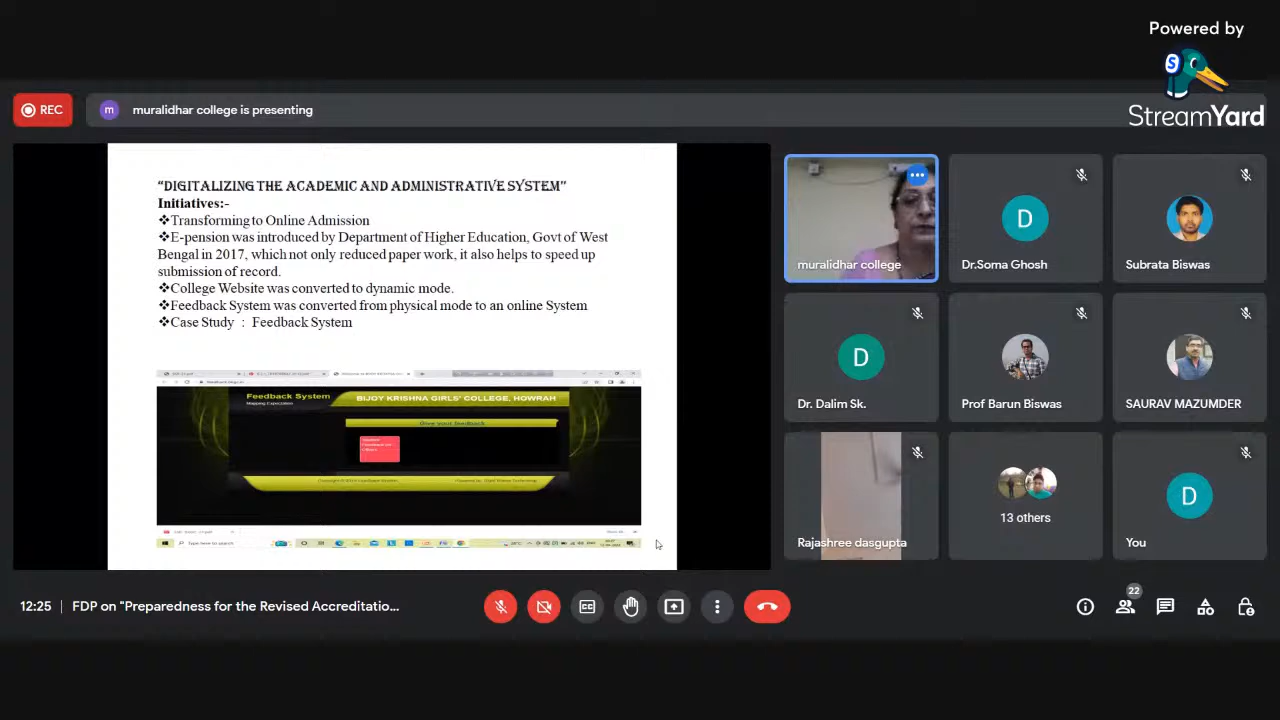 Powered by
StreamYard
REC
m
muralidhar college is presenting
"DIGITALIZING THE ACADEMIC AND ADMINISTRATIVE SYSTEM"
Initiatives:-
❖Transforming to Online Admission
❖E-pension was introduced by Department of Higher Education, Govt of West
Bengal in 2017, which not only reduced paper work, it also helps to speed up
submission of record.
❖College Website was converted to dynamic mode.
❖Feedback System was converted from physical mode to an online System
❖Case Study : Feedback System
Feedback System
BIJOY KRISHNA GIRLS' COLLEGE, HOWRAH
Give your feedback
Type here to search
muralidhar college
D
Dr.Soma Ghosh
Subrata Biswas
D
Dr. Dalim Sk.
Prof Barun Biswas
SAURAV MAZUMDER
Rajashree dasgupta
13 others
D
You
12:25
FDP on "Preparedness for the Revised Accreditatio...
22